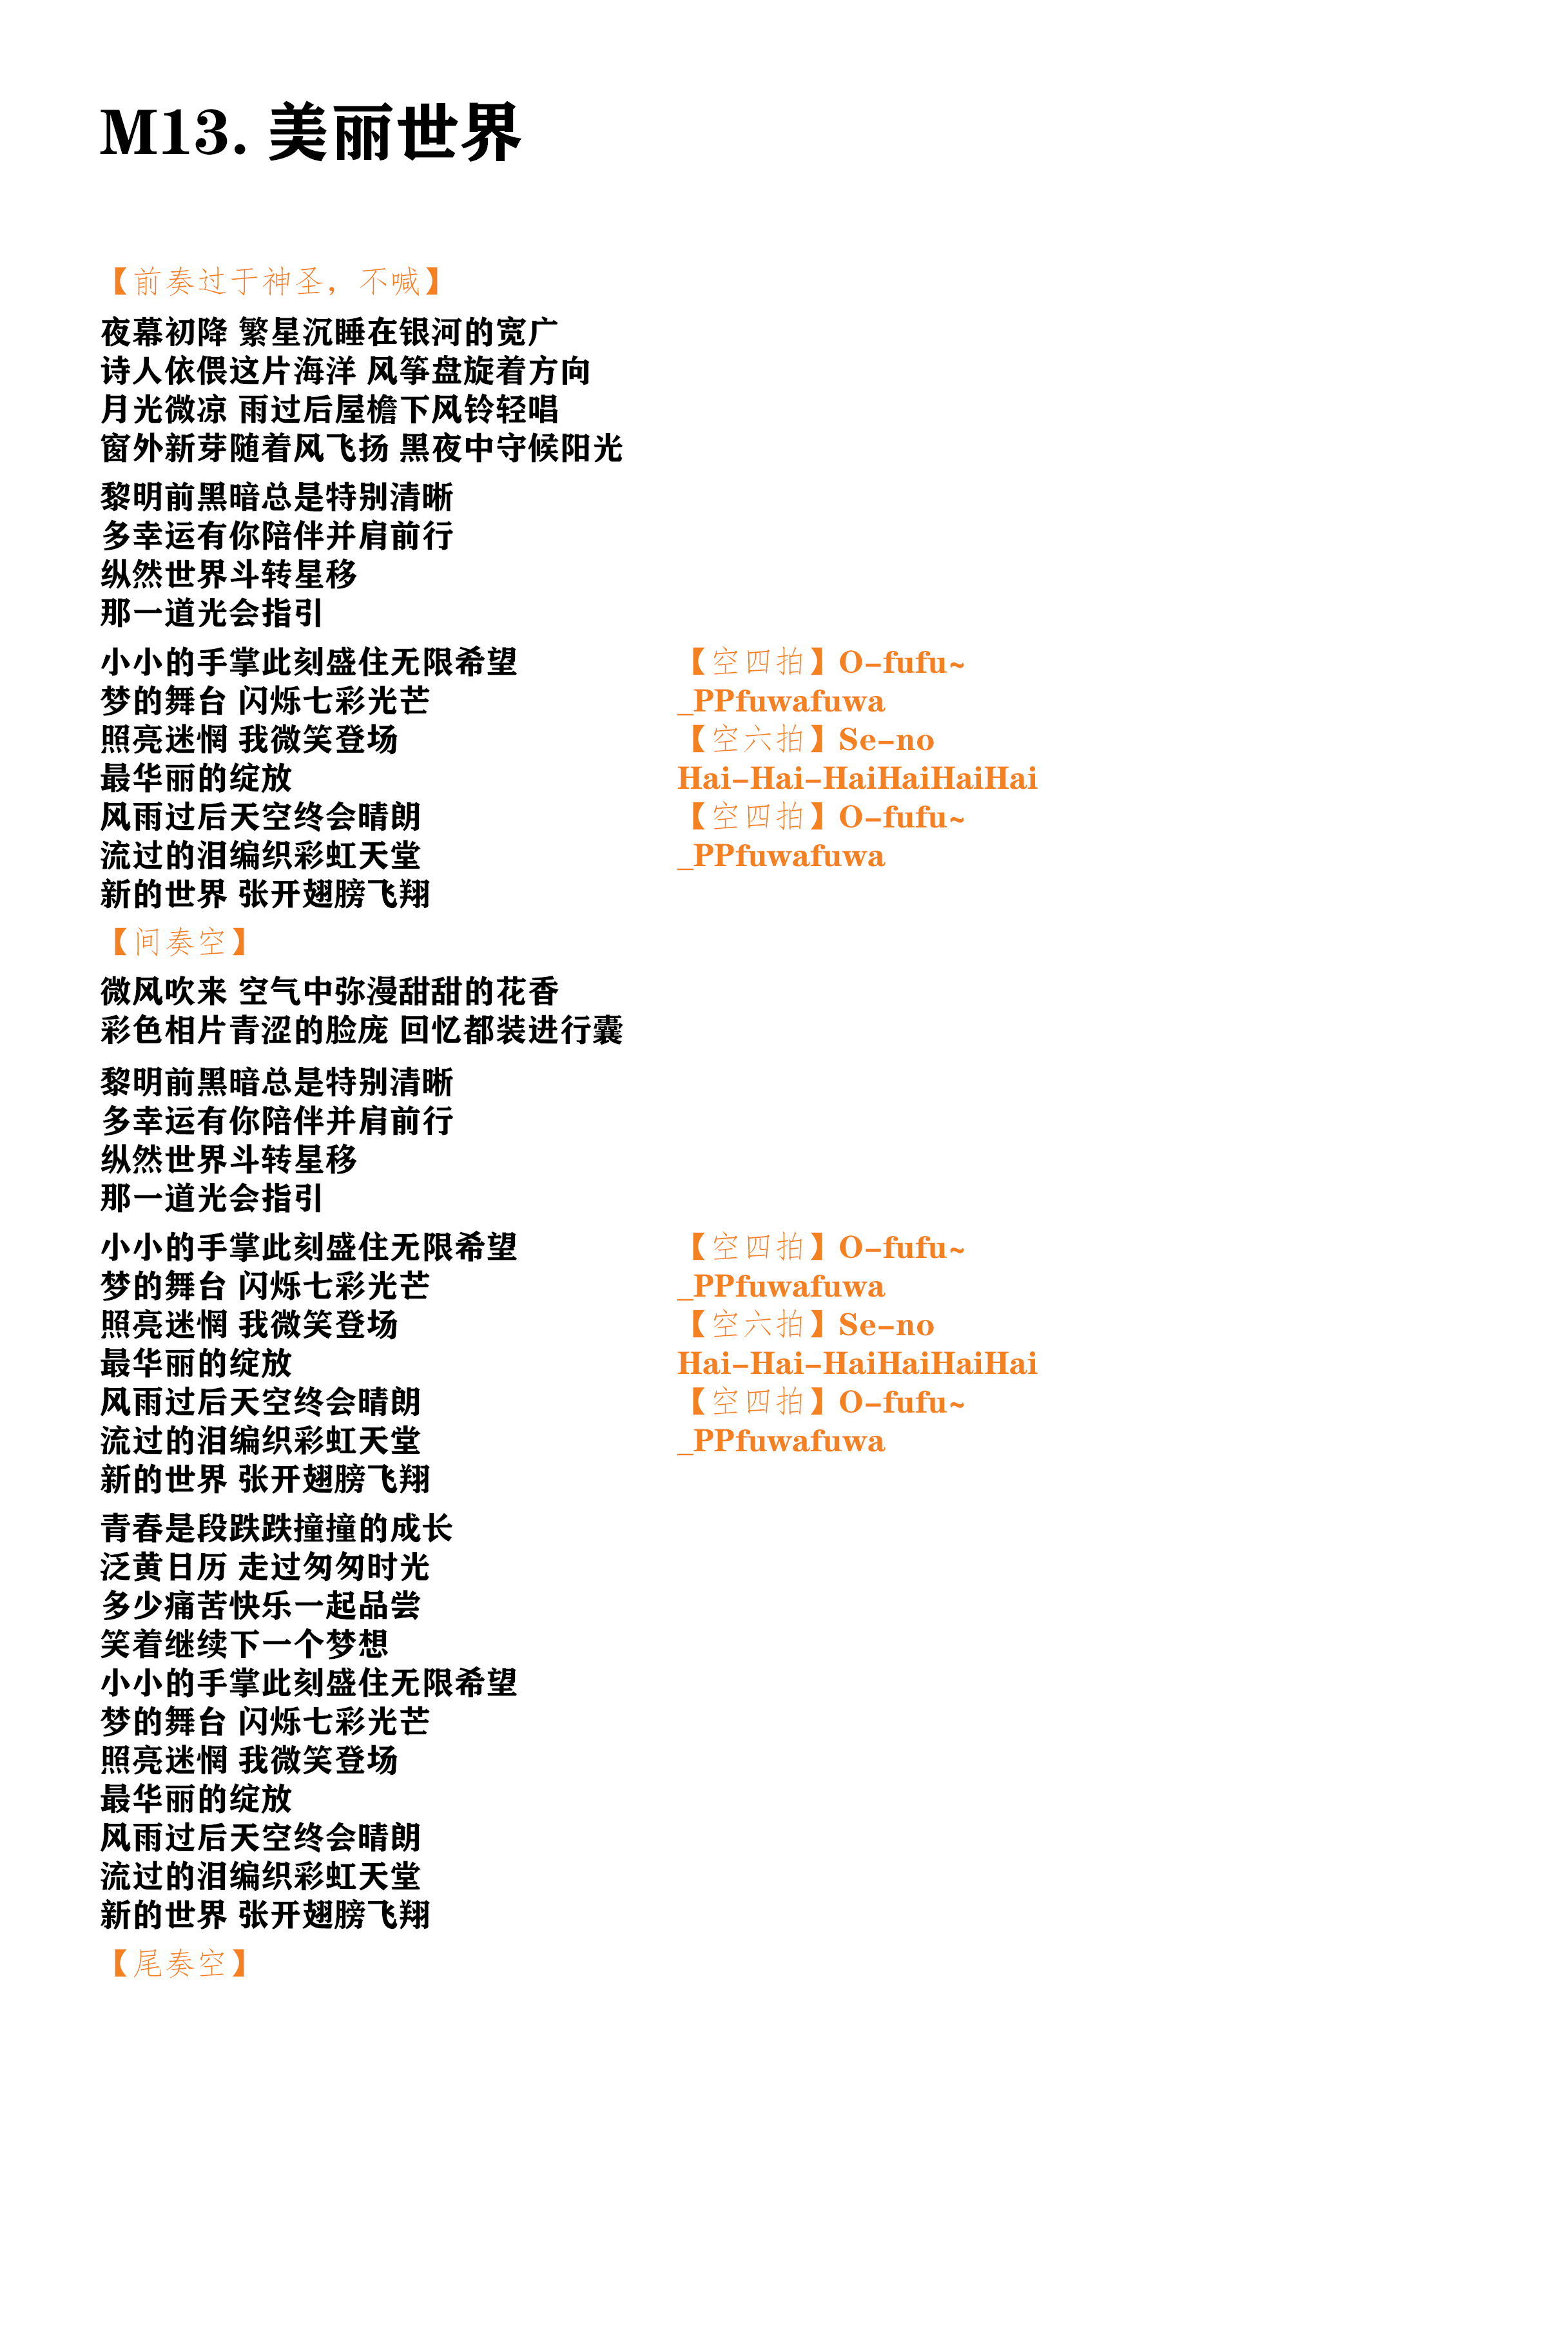 M13. 美丽世界
【前奏过于神圣，不喊】
夜幕初降 繁星沉睡在银河的宽广
诗人依偎这片海洋 风筝盘旋着方向
月光微凉 雨过后屋檐下风铃轻唱
窗外新芽随着风飞扬 黑夜中守候阳光
黎明前黑暗总是特别清晰
多幸运有你陪伴并肩前行
纵然世界斗转星移
那一道光会指引
小小的手掌此刻盛住无限希望 【空四拍】O-fufu~
梦的舞台 闪烁七彩光芒 _PPfuwafuwa
照亮迷惘 我微笑登场 【空六拍】Se-no
最华丽的绽放 Hai-Hai-HaiHaiHaiHai
风雨过后天空终会晴朗 【空四拍】O-fufu~
流过的泪编织彩虹天堂 _PPfuwafuwa
新的世界 张开翅膀飞翔
【间奏空】
微风吹来 空气中弥漫甜甜的花香
彩色相片青涩的脸庞 回忆都装进行囊
黎明前黑暗总是特别清晰
多幸运有你陪伴并肩前行
纵然世界斗转星移
那一道光会指引
小小的手掌此刻盛住无限希望 【空四拍】O-fufu~
梦的舞台 闪烁七彩光芒 _PPfuwafuwa
照亮迷惘 我微笑登场 【空六拍】Se-no
最华丽的绽放 Hai-Hai-HaiHaiHaiHai
风雨过后天空终会晴朗 【空四拍】O-fufu~
流过的泪编织彩虹天堂 _PPfuwafuwa
新的世界 张开翅膀飞翔
青春是段跌跌撞撞的成长
泛黄日历 走过匆匆时光
多少痛苦快乐一起品尝
笑着继续下一个梦想
小小的手掌此刻盛住无限希望
梦的舞台 闪烁七彩光芒
照亮迷惘 我微笑登场
最华丽的绽放
风雨过后天空终会晴朗
流过的泪编织彩虹天堂
新的世界 张开翅膀飞翔
【尾奏空】